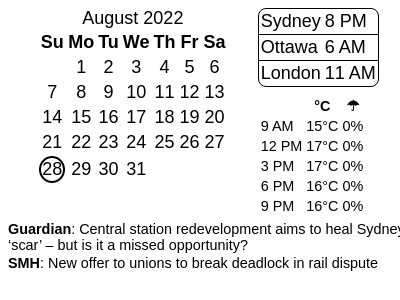 August 2022
Su Mo Tu We Th Fr Sa
1 2 3 4 5 6
7 8 9 10 11 12 13
14 15 16 17 18 19 20
21 22 23 24 25 26 27
28 29 30 31
Sydney 8 PM
Ottawa 6 AM
London 11 AM
°C ☂
9 AM 15°C 0%
12 PM 17°C 0%
3 PM 17°C 0%
6 PM 16°C 0%
9 PM 16°C 0%
Guardian: Central station redevelopment aims to heal Sydney
‘scar’ – but is it a missed opportunity?
SMH: New offer to unions to break deadlock in rail dispute